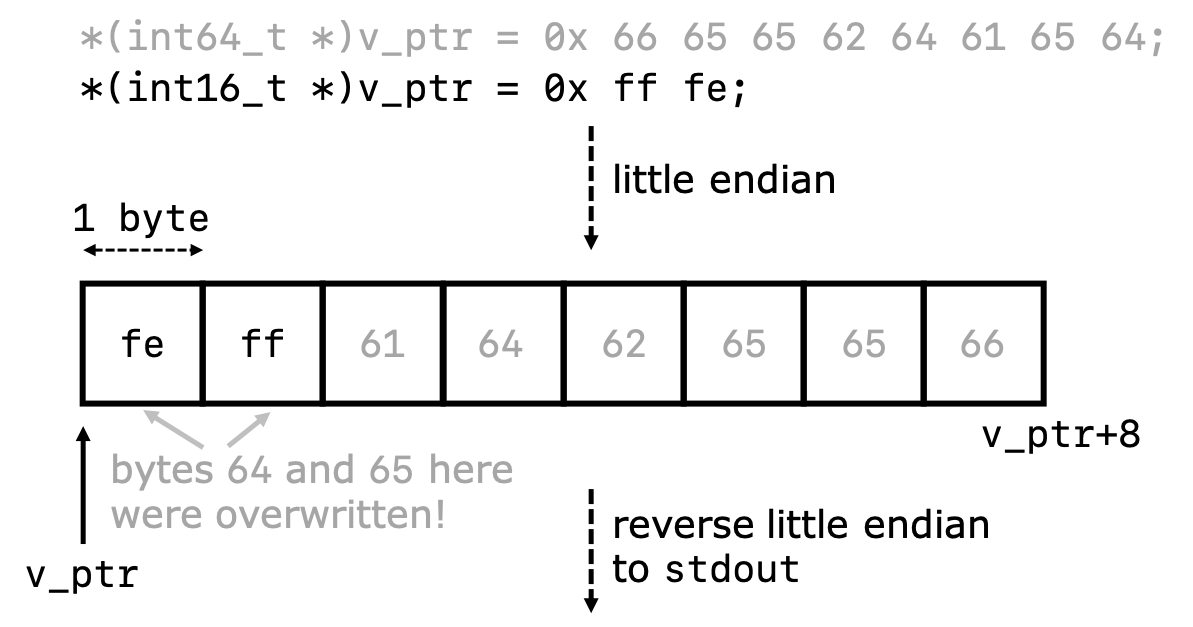 *(int64_t *)v_ptr = 0x 66 65 65 62 64 61 65 64;
*(int16_t *)v_ptr = 0x ff fe;
little endian
1 byte
fe ff 61 64 62 65 65 66
v_ptr+8
bytes 64 and 65 here
were overwritten!
reverse little endian
to stdout
v_ptr